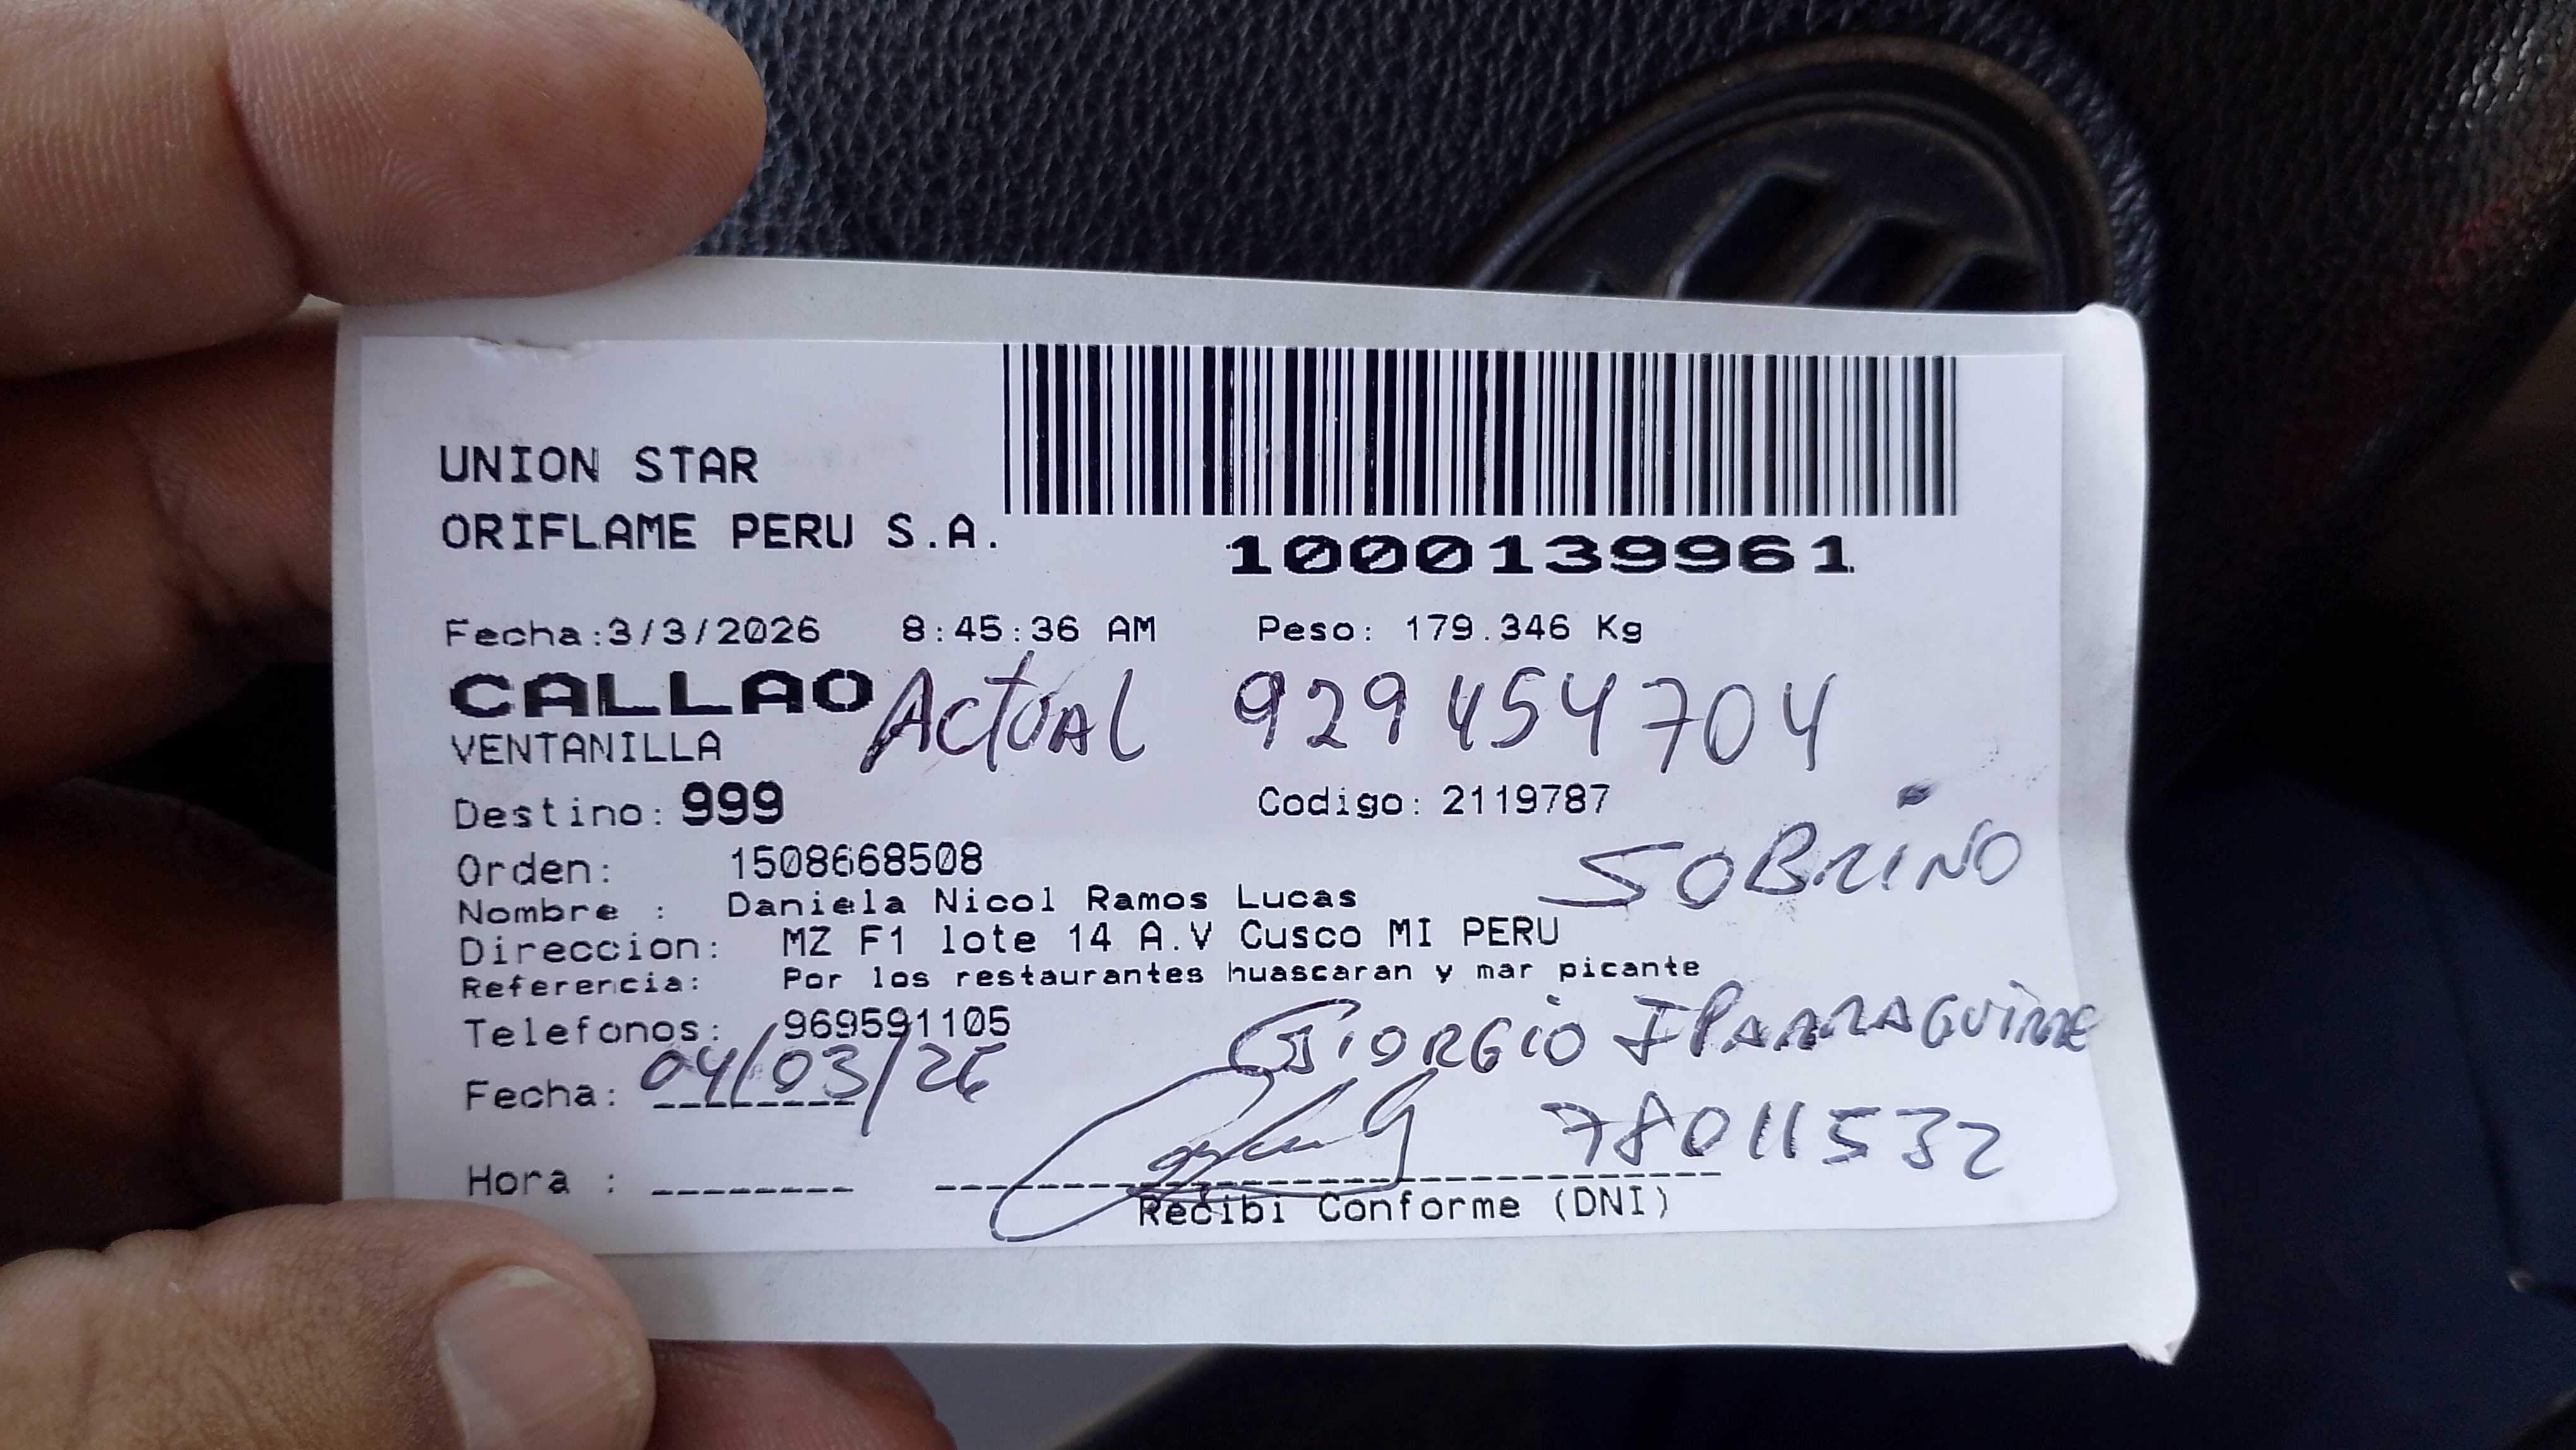 UNION STAR
ORIFLAME PERU S.A.
1000139961
Fecha:3/3/2026 8:45:36 AM Peso: 179.346 Kg
CALLAO Actual 929454704
VENTANILLA
Destino: 999 Codigo: 2119787
SOBRINO
Orden: 1508668508
Nombre : Daniela Nicol Ramos Lucas
Direccion: MZ F1 lote 14 A.V Cusco MI PERU
Referencia: Por los restaurantes huascaran y mar picante
Telefonos: 969591105
GIORGIO IPARRAGUIRRE
Fecha: 04/03/26
78011532
Hora :
Recibi Conforme (DNI)